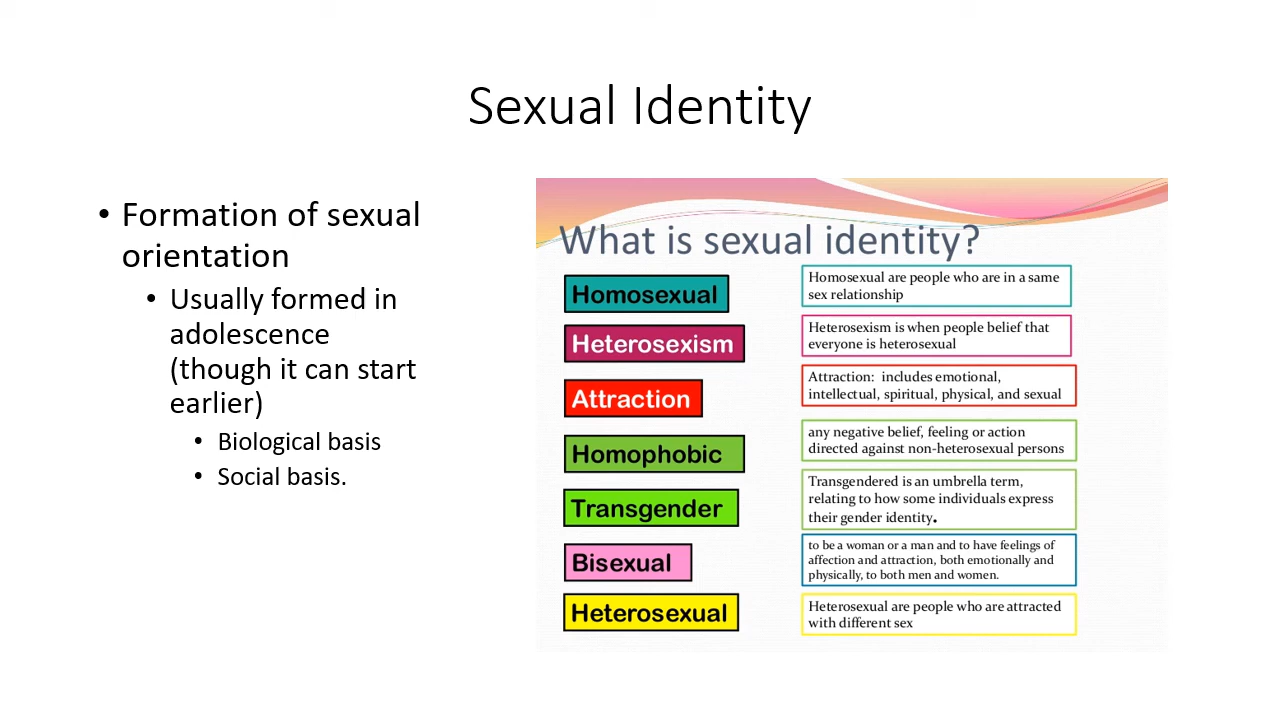 Sexual Identity
• Formation of sexual
orientation
• Usually formed in
adolescence
(though it can start
earlier)
• Biological basis
• Social basis.
What is sexual identity?
Homosexual
Homosexual are people who are in a same
sex relationship
Heterosexism
Heterosexism is when people belief that
everyone is heterosexual
Attraction
Attraction: includes emotional,
intellectual, spiritual, physical, and sexual
Homophobic
any negative belief, feeling or action
directed against non-heterosexual persons
Transgender
Transgendered is an umbrella term,
relating to how some individuals express
their gender identity.
Bisexual
to be a woman or a man and to have feelings of
affection and attraction, both emotionally and
physically, to both men and women.
Heterosexual
Heterosexual are people who are attracted
with different sex